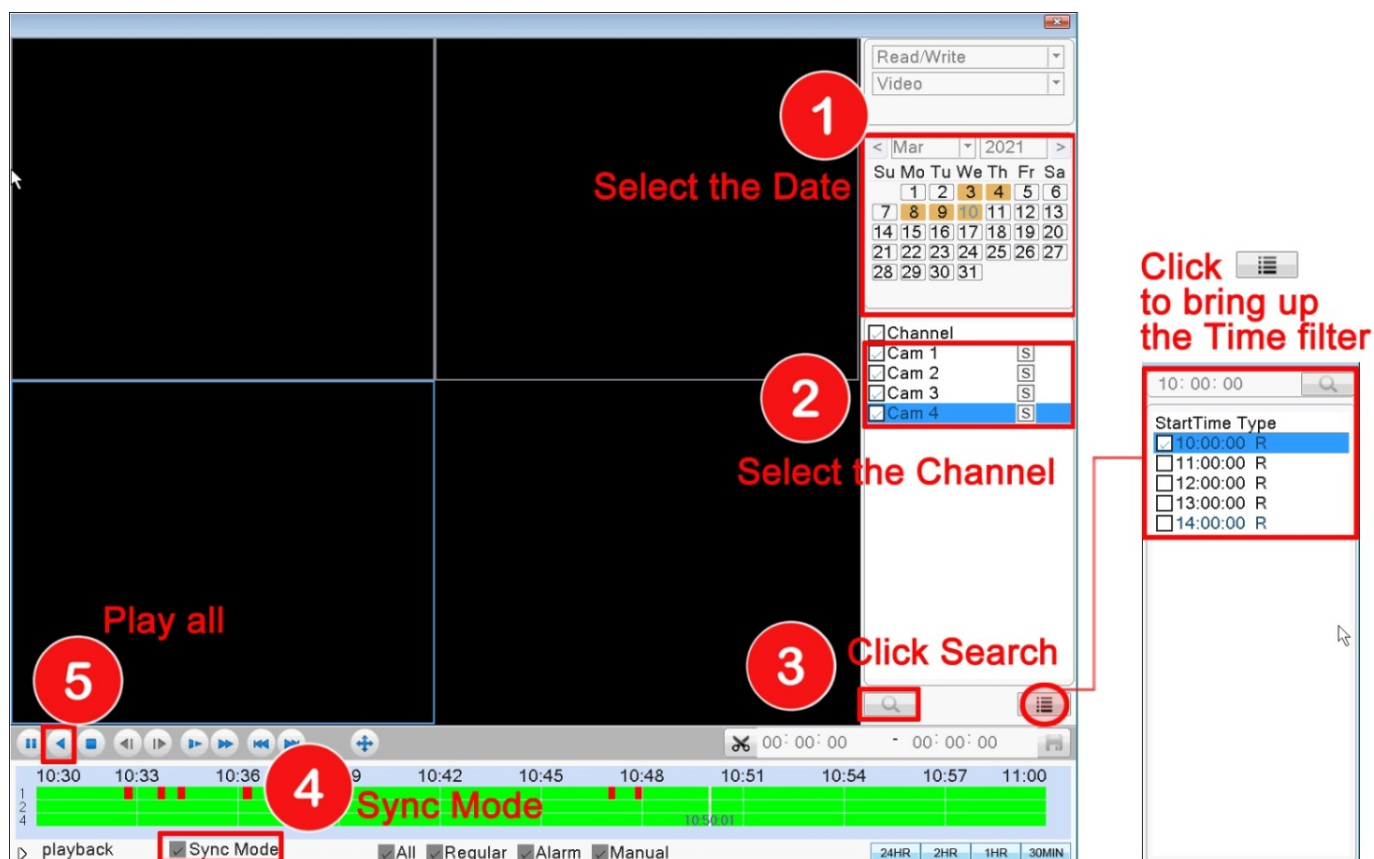 Read/Write
Video
1
Select the Date
< Mar 2021 >
Su Mo Tu We Th Fr Sa
1 2 3 4 5 6
7 8 9 10 11 12 13
14 15 16 17 18 19 20
21 22 23 24 25 26 27
28 29 30 31
Channel
Cam 1 S
Cam 2 S
Cam 3 S
Cam 4 S
2
Select the Channel
Click
to bring up
the Time filter
10:00:00
StartTime Type
10:00:00 R
11:00:00 R
12:00:00 R
13:00:00 R
14:00:00 R
Play all
5
3
Click Search
00:00:00 - 00:00:00
10:30 10:33 10:36 9 10:42 10:45 10:48 10:51 10:54 10:57 11:00
1
2
4
4
Sync Mode
10:50:01
playback Sync Mode All Regular Alarm Manual 24HR 2HR 1HR 30MIN